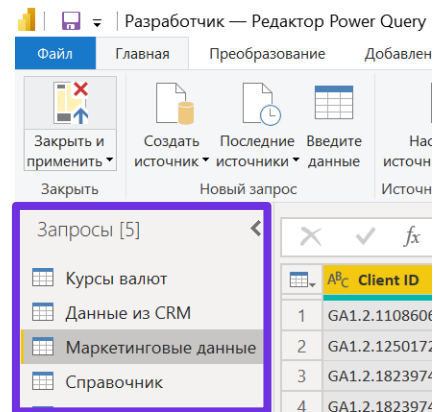 Разработчик — Редактор Power Query
Файл Главная Преобразование Добавлен
Закрыть и Создать Последние Введите Нас
применить источник источники данные источн
Закрыть Новый запрос Источн
Запросы [5]
fx
Курсы валют ABC Client ID
Данные из CRM 1 GA1.2.1108606
Маркетинговые данные 2 GA1.2.1250172
Справочник 3 GA1.2.1823974
4 GA1.2.1823974